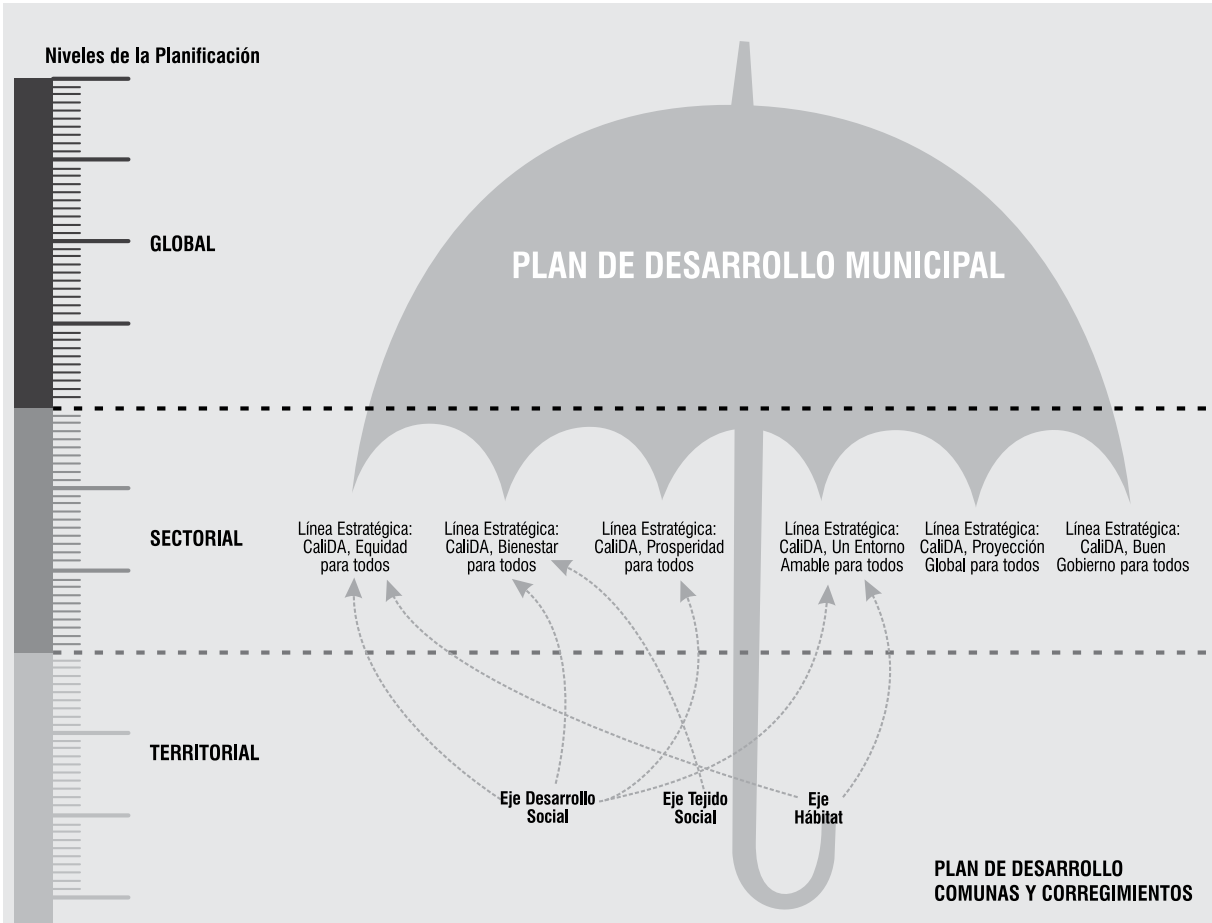 Niveles de la Planificación
GLOBAL
PLAN DE DESARROLLO MUNICIPAL
SECTORIAL
Línea Estratégica:
CaliDA, Equidad
para todos
Línea Estratégica:
CaliDA, Bienestar
para todos
Línea Estratégica:
CaliDA, Prosperidad
para todos
Línea Estratégica:
CaliDA, Un Entorno
Amable para todos
Línea Estratégica:
CaliDA, Proyección
Global para todos
Línea Estratégica:
CaliDA, Buen
Gobierno para todos
TERRITORIAL
Eje Desarrollo
Social
Eje Tejido
Social
Eje
Hábitat
PLAN DE DESARROLLO
COMUNAS Y CORREGIMIENTOS